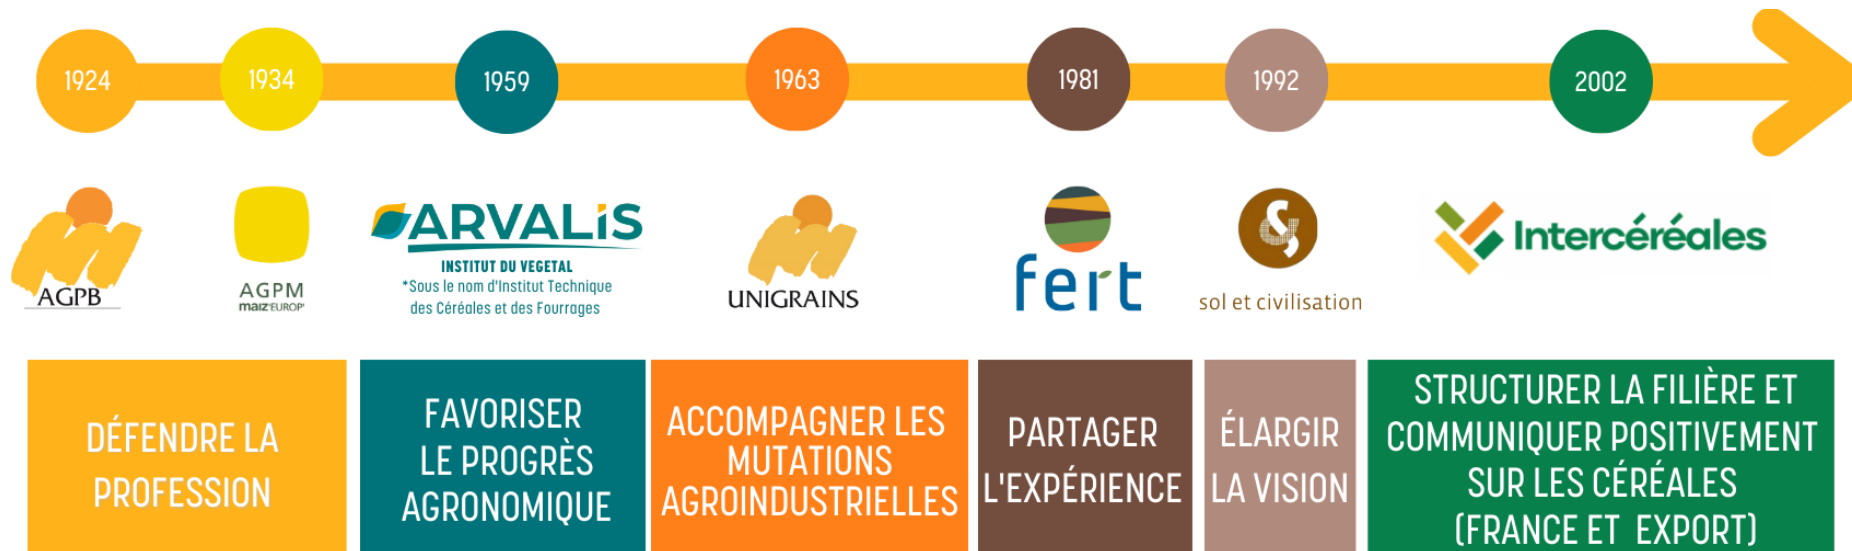 1924
1934
1959
1963
1981
1992
2002
AGPB
AGPM
maiz'EUROP'
ARVALiS
INSTITUT DU VEGETAL
*Sous le nom d'Institut Technique
des Céréales et des Fourrages
UNIGRAINS
fert
sol et civilisation
Intercéréales
DÉFENDRE LA
PROFESSION
FAVORISER
LE PROGRÈS
AGRONOMIQUE
ACCOMPAGNER LES
MUTATIONS
AGROINDUSTRIELLES
PARTAGER
L'EXPÉRIENCE
ÉLARGIR
LA VISION
STRUCTURER LA FILIÈRE ET
COMMUNIQUER POSITIVEMENT
SUR LES CÉRÉALES
(FRANCE ET EXPORT)